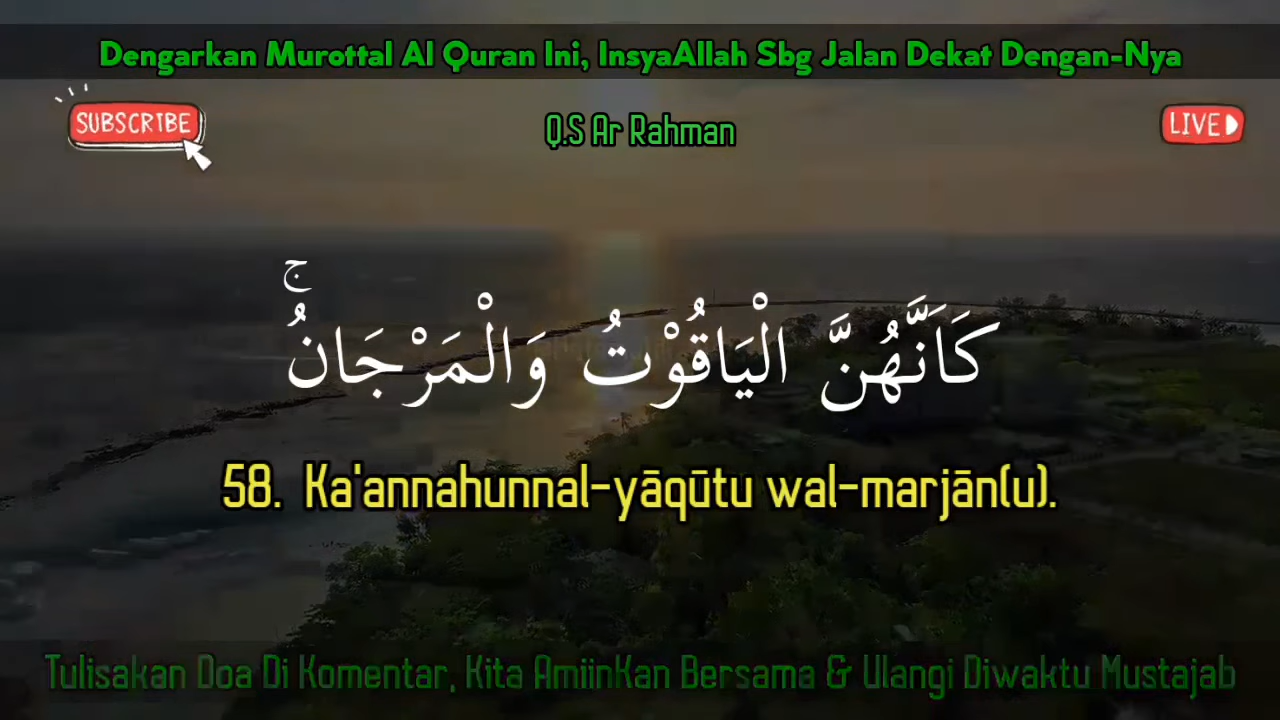 Dengarkan Murottal Al Quran Ini, InsyaAllah Sbg Jalan Dekat Dengan-Nya
SUBSCRIBE
Q.S Ar Rahman
LIVE
كَاَنَّهُنَّ الْيَاقُوْتُ وَالْمَرْجَانُۚ
58. Ka'annahunnal-yāqūtu wal-marjān(u).
Tulisakan Doa Di Komentar, Kita AmiinKan Bersama & Ulangi Diwaktu Mustajab